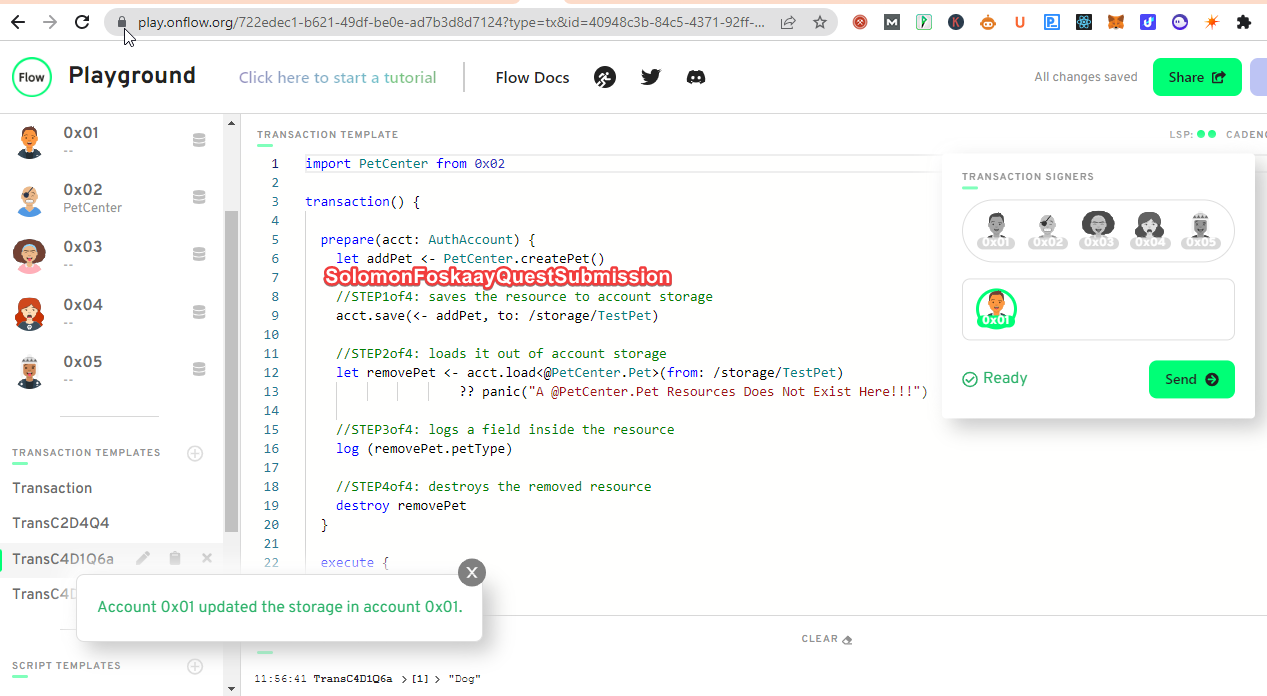 play.onflow.org/722edec1-b621-49df-be0e-ad7b3d8d7124?type=tx&id=40948c3b-84c5-4371-92ff-...
Flow
Playground
Click here to start a tutorial
Flow Docs
All changes saved
Share
0x01
--
0x02
PetCenter
0x03
--
0x04
--
0x05
--
TRANSACTION TEMPLATES
Transaction
TransC2D4Q4
TransC4D1Q6a
TransC4D
SCRIPT TEMPLATES
TRANSACTION TEMPLATE
LSP:
CADENC
1 import PetCenter from 0x02
2
3 transaction() {
4
5 prepare(acct: AuthAccount) {
6 let addPet <- PetCenter.createPet()
7
SolomonFoskaayQuestSubmission
8 //STEP1of4: saves the resource to account storage
9 acct.save(<- addPet, to: /storage/TestPet)
10
11 //STEP2of4: loads it out of account storage
12 let removePet <- acct.load<@PetCenter.Pet>(from: /storage/TestPet)
13 ?? panic("A @PetCenter.Pet Resources Does Not Exist Here!!!")
14
15 //STEP3of4: logs a field inside the resource
16 log (removePet.petType)
17
18 //STEP4of4: destroys the removed resource
19 destroy removePet
20 }
21
22 execute {
TRANSACTION SIGNERS
0x01 0x02 0x03 0x04 0x05
0x01
Ready
Send
X
Account 0x01 updated the storage in account 0x01.
CLEAR
11:56:41 TransC4D1Q6a > [1] > "Dog"